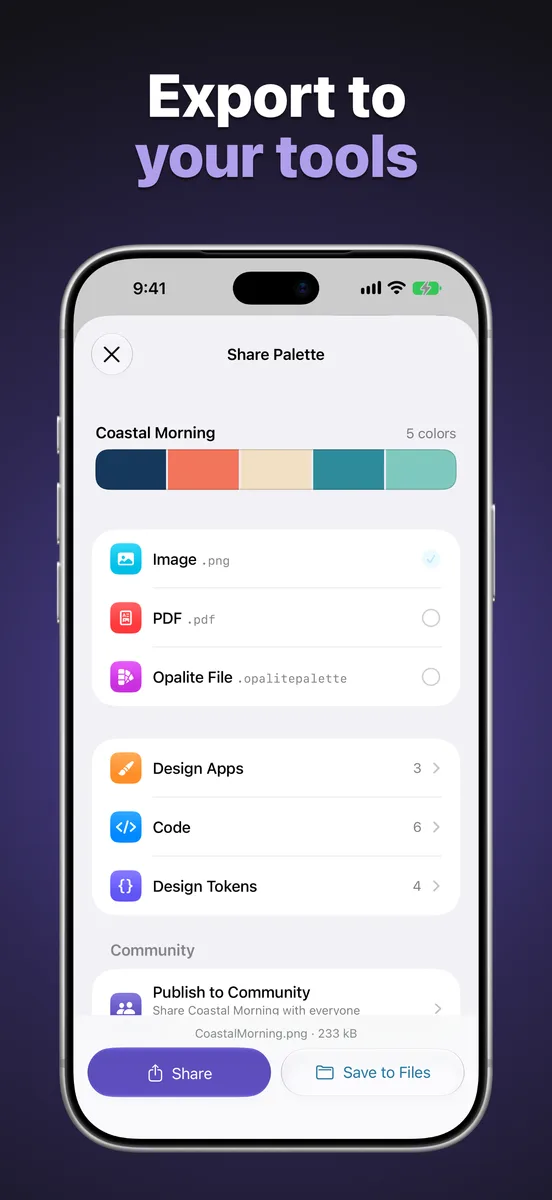 Export to
your tools
9:41
Share Palette
Coastal Morning
5 colors
Image .png
PDF .pdf
Opalite File .opalitepalette
Design Apps
3
Code
6
Design Tokens
4
Community
Publish to Community
Share Coastal Morning with everyone
CoastalMorning.png · 233 kB
Share
Save to Files